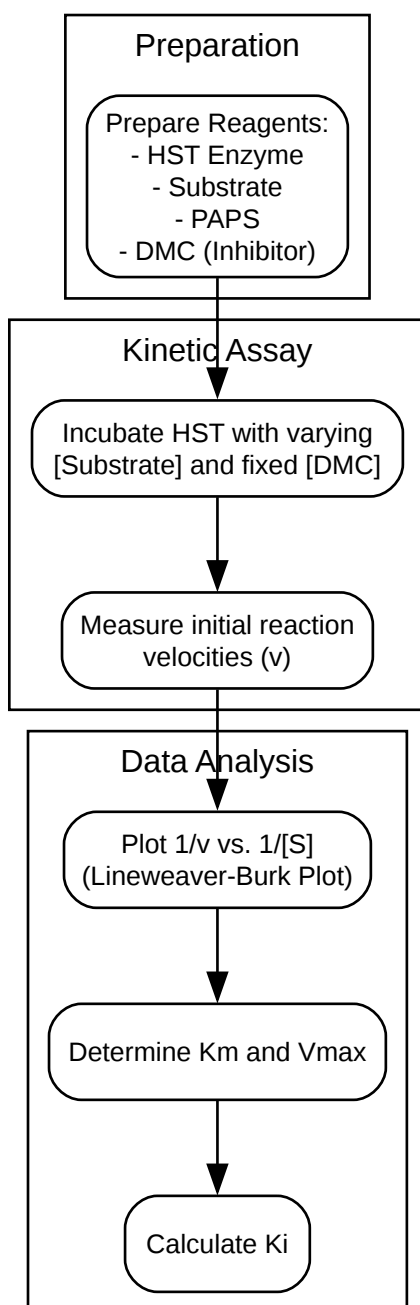 Preparation
Prepare Reagents:
- HST Enzyme
- Substrate
- PAPS
- DMC (Inhibitor)
Kinetic Assay
Incubate HST with varying
[Substrate] and fixed [DMC]
Measure initial reaction
velocities (v)
Data Analysis
Plot 1/v vs. 1/[S]
(Lineweaver-Burk Plot)
Determine Km and Vmax
Calculate Ki